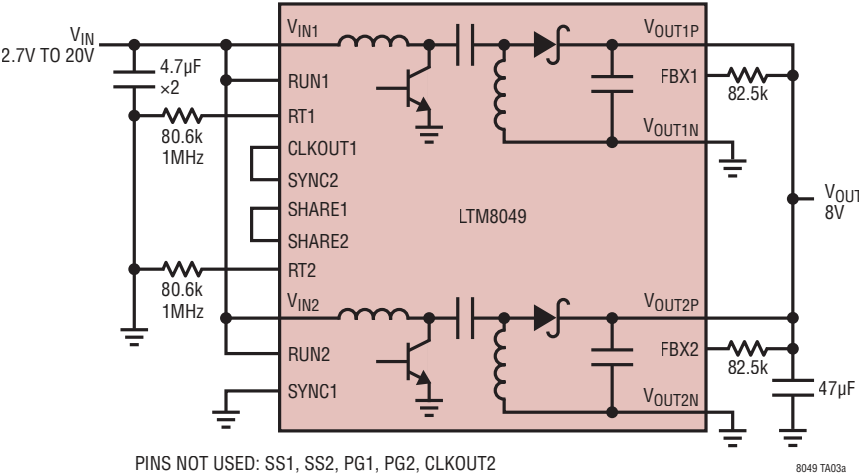 VIN
2.7V TO 20V
4.7µF
×2
80.6k
1MHz
80.6k
1MHz
VIN1
RUN1
RT1
CLKOUT1
SYNC2
SHARE1
SHARE2
RT2
VIN2
RUN2
SYNC1
LTM8049
VOUT1P
FBX1
VOUT1N
VOUT2P
FBX2
VOUT2N
82.5k
VOUT
8V
82.5k
47µF
PINS NOT USED: SS1, SS2, PG1, PG2, CLKOUT2
8049 TA03a